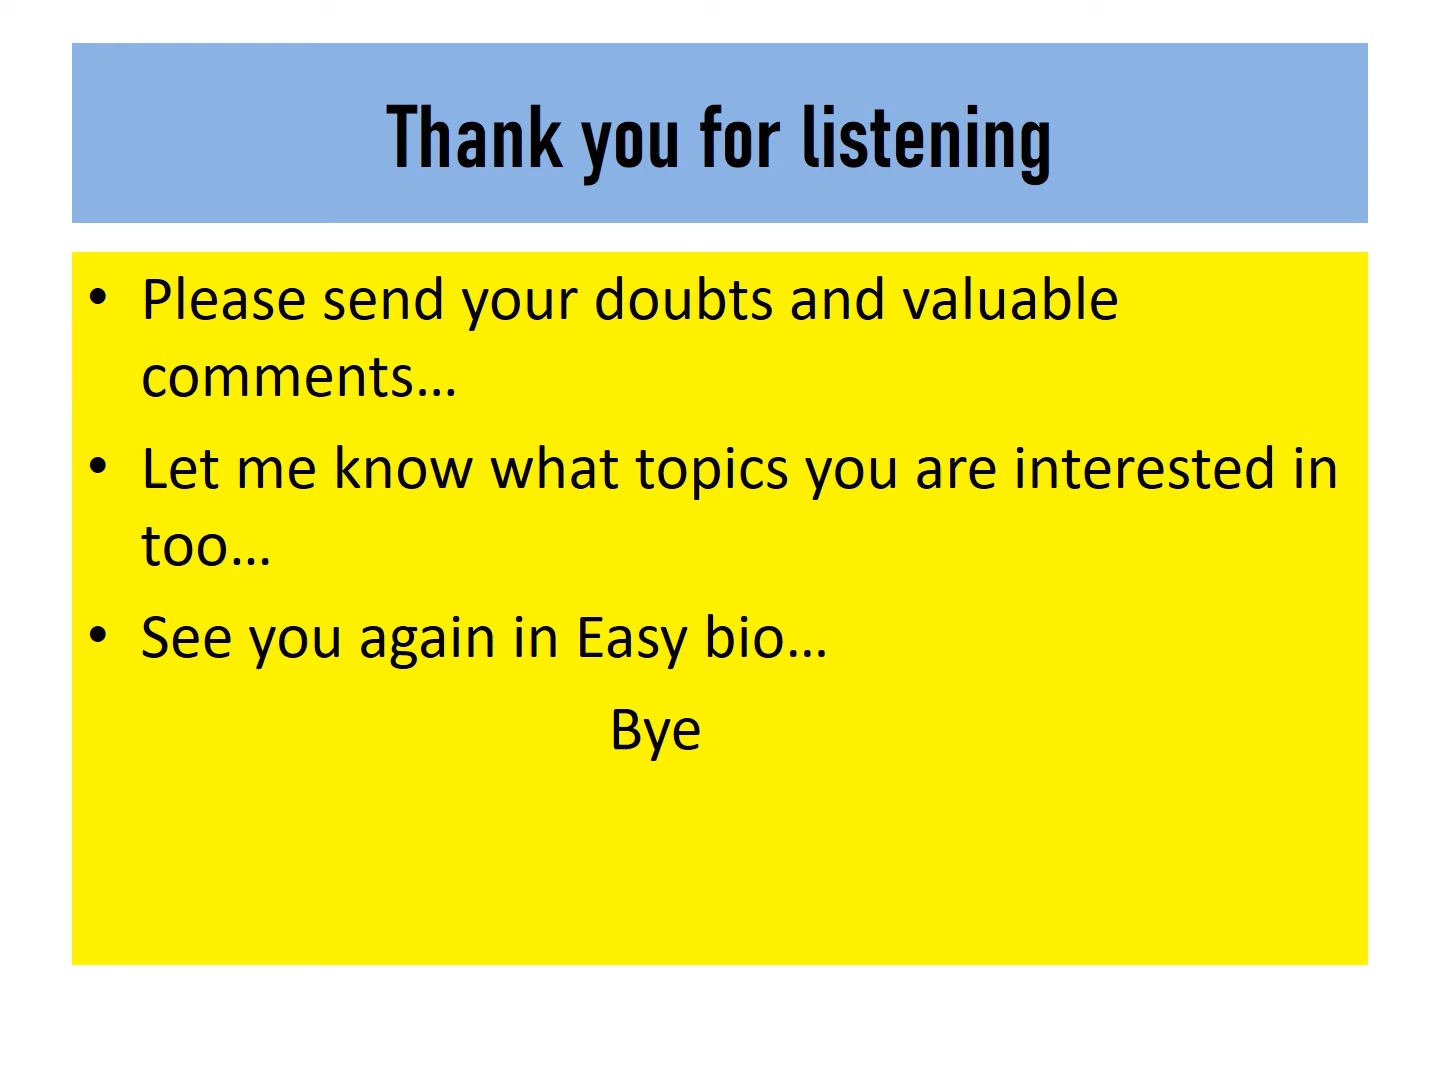 Thank you for listening
• Please send your doubts and valuable
comments...
• Let me know what topics you are interested in
too...
• See you again in Easy bio...
Bye